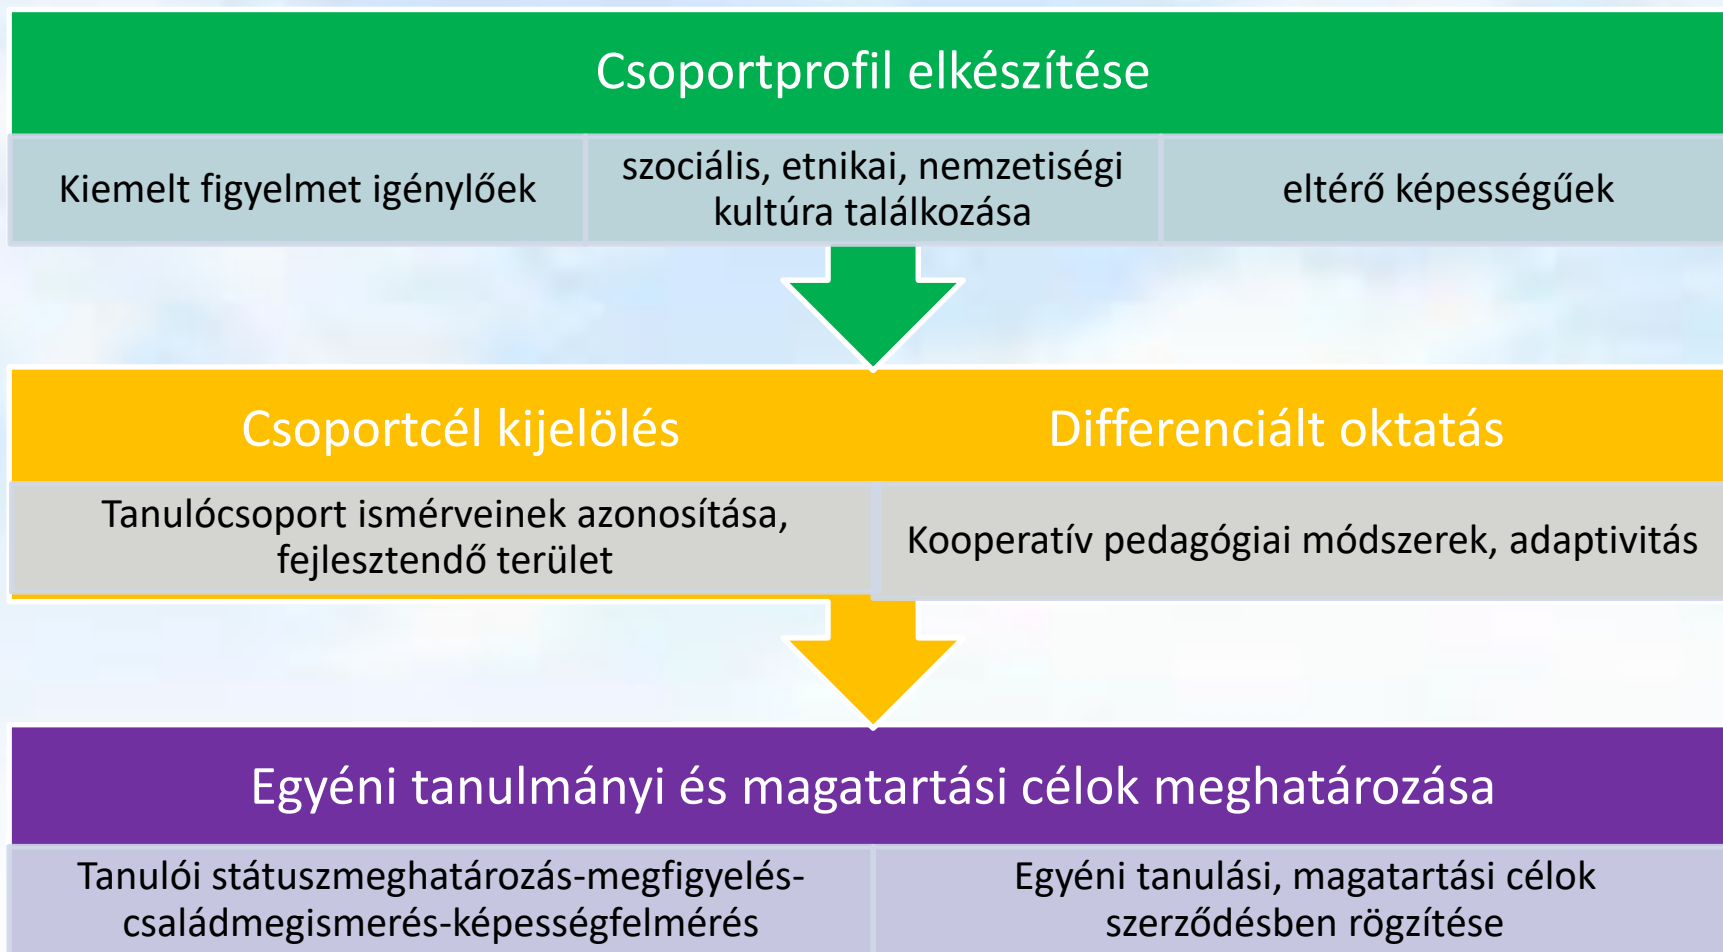 Csoportprofil elkészítése
Kiemelt figyelmet igénylőek
szociális, etnikai, nemzetiségi
kultúra találkozása
eltérő képességűek
Csoportcél kijelölés
Differenciált oktatás
Tanulócsoport ismérveinek azonosítása,
fejlesztendő terület
Kooperatív pedagógiai módszerek, adaptivitás
Egyéni tanulmányi és magatartási célok meghatározása
Tanulói státuszmeghatározás-megfigyelés-
családmegismerés-képességfelmérés
Egyéni tanulási, magatartási célok
szerződésben rögzítése